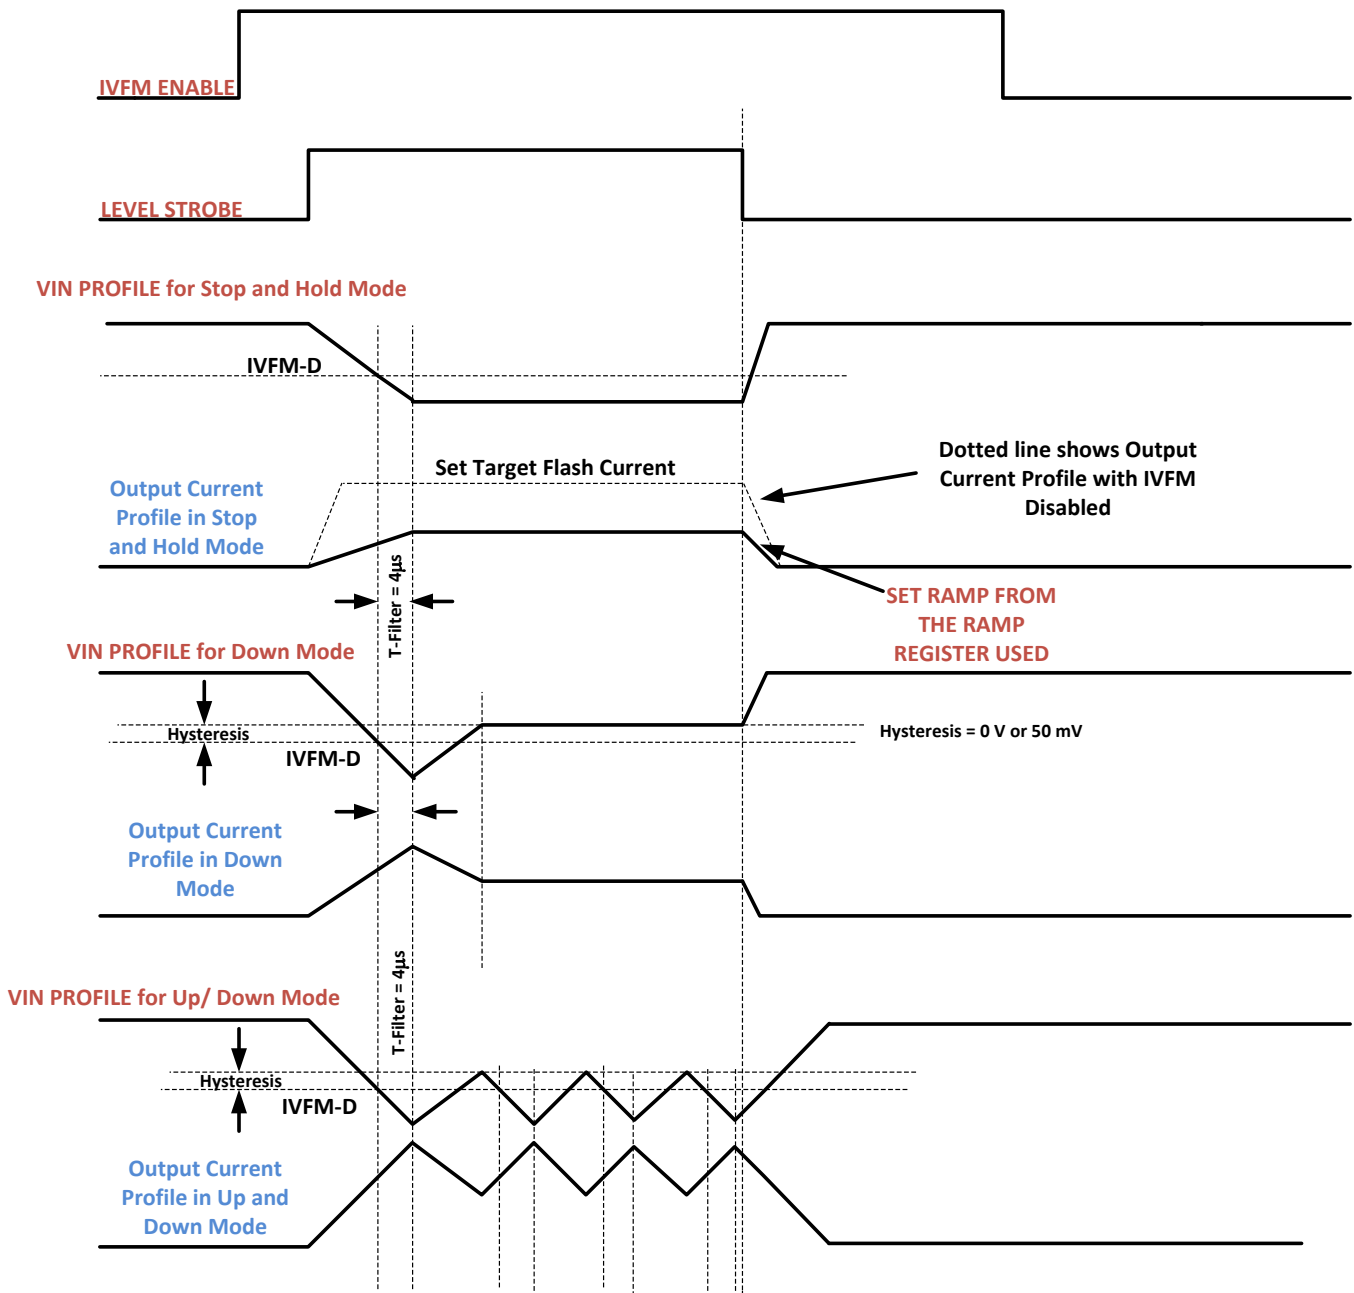 IVFM ENABLE
LEVEL STROBE
VIN PROFILE for Stop and Hold Mode
IVFM-D
Set Target Flash Current
Dotted line shows Output
Current Profile with IVFM
Disabled
Output Current
Profile in Stop
and Hold Mode
T-Filter = 4µs
SET RAMP FROM
THE RAMP
REGISTER USED
VIN PROFILE for Down Mode
Hysteresis
IVFM-D
Hysteresis = 0 V or 50 mV
Output Current
Profile in Down
Mode
T-Filter = 4µs
VIN PROFILE for Up/ Down Mode
Hysteresis
IVFM-D
Output Current
Profile in Up and
Down Mode